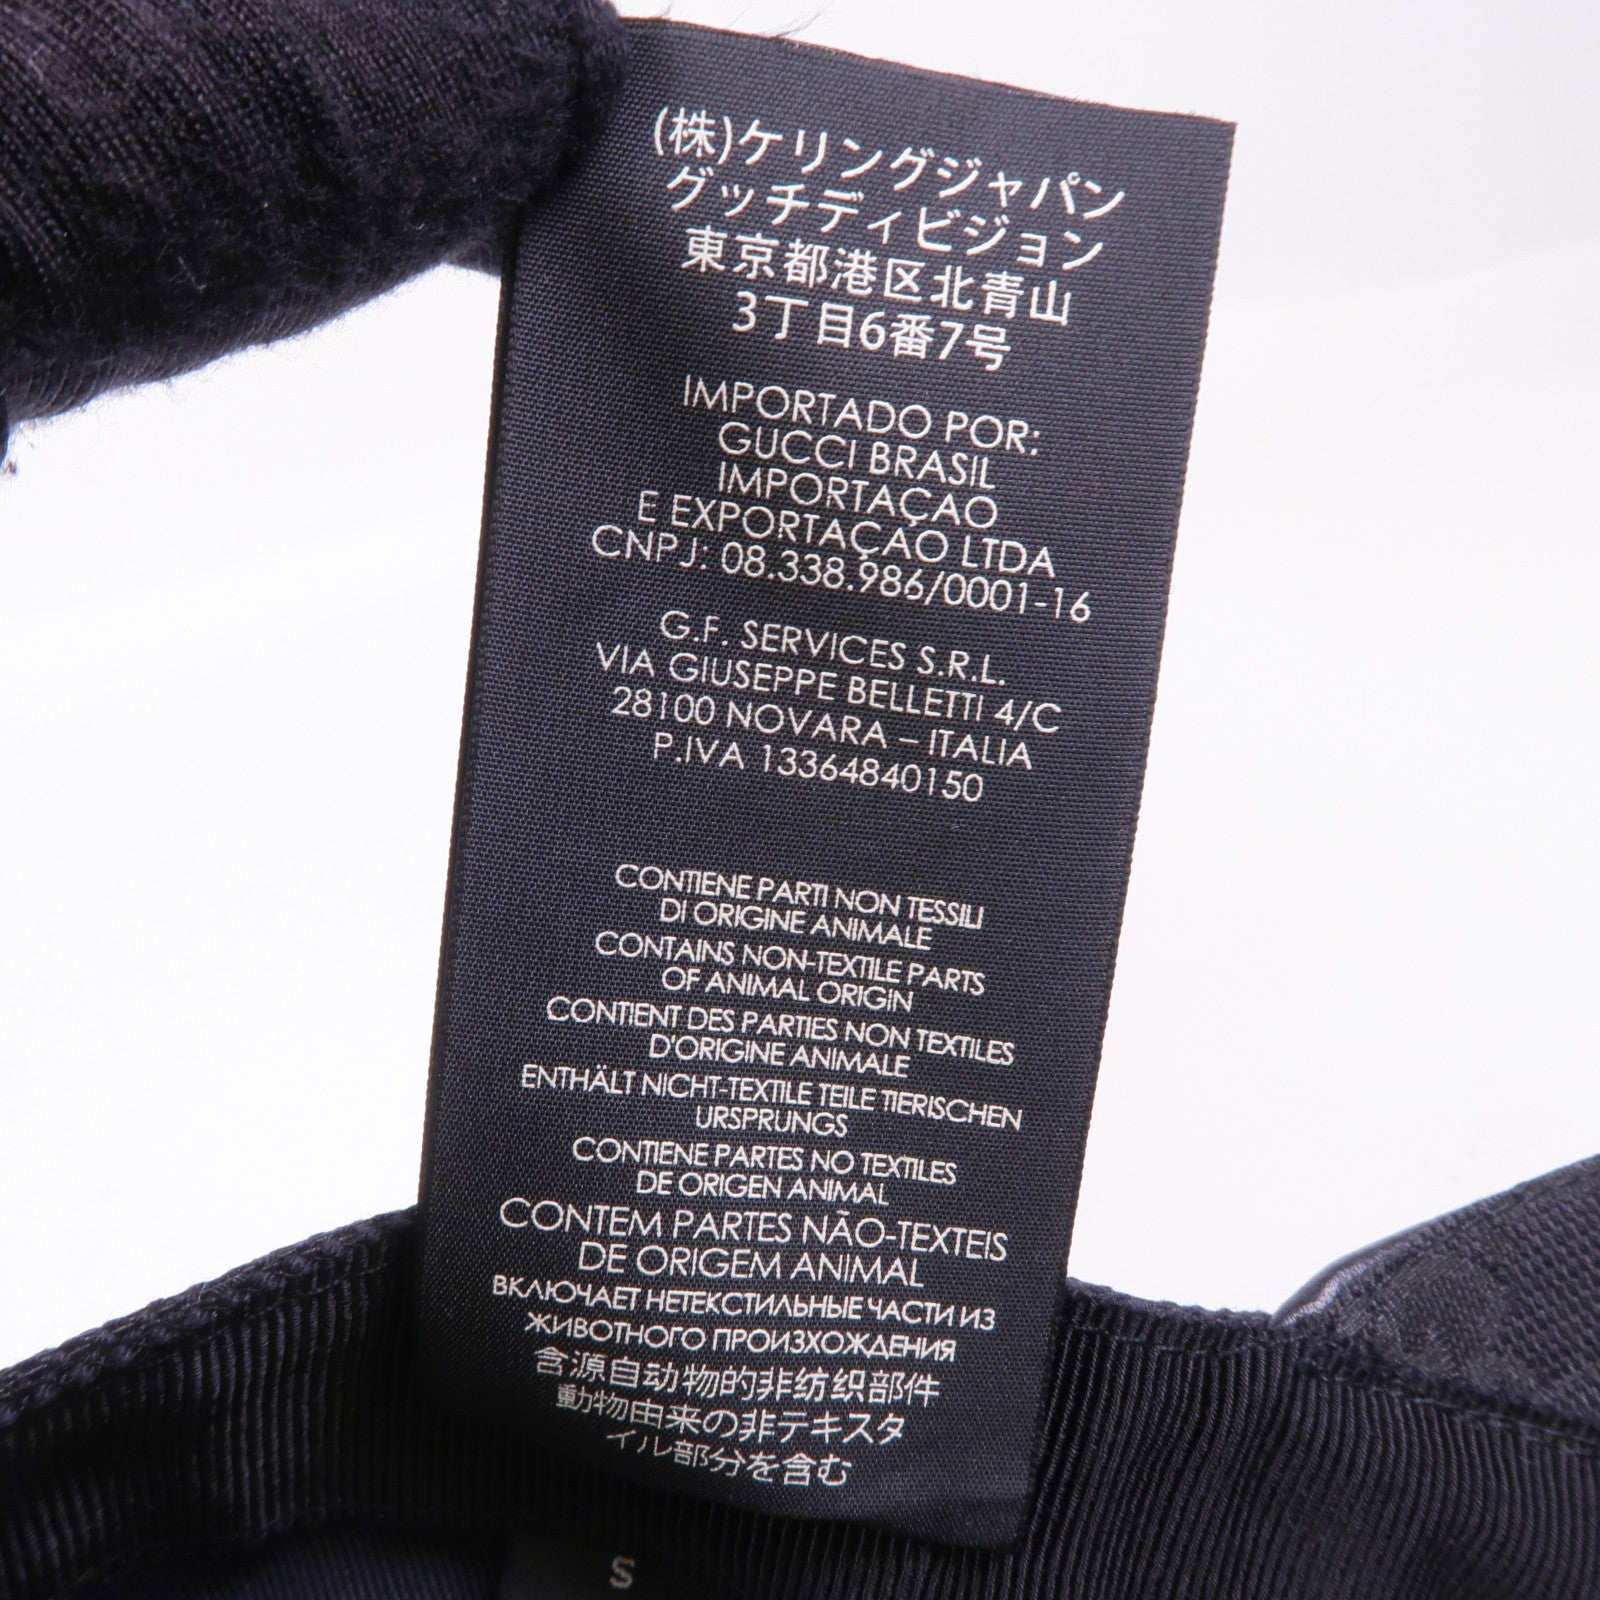 (株)ケリングジャパン
グッチディビジョン
東京都港区北青山
3丁目6番7号
IMPORTADO POR:
GUCCI BRASIL
IMPORTAÇAO
E EXPORTAÇAO LTDA
CNPJ: 08.338.986/0001-16
G.F. SERVICES S.R.L.
VIA GIUSEPPE BELLETTI 4/C
28100 NOVARA – ITALIA
P.IVA 13364840150
CONTIENE PARTI NON TESSILI
DI ORIGINE ANIMALE
CONTAINS NON-TEXTILE PARTS
OF ANIMAL ORIGIN
CONTIENT DES PARTIES NON TEXTILES
D'ORIGINE ANIMALE
ENTHÄLT NICHT-TEXTILE TEILE TIERISCHEN
URSPRUNGS
CONTIENE PARTES NO TEXTILES
DE ORIGEN ANIMAL
CONTEM PARTES NÃO-TEXTEIS
DE ORIGEM ANIMAL
ВКЛЮЧАЕТ НЕТЕКСТИЛЬНЫЕ ЧАСТИ ИЗ
ЖИВОТНОГО ПРОИЗХОЖДЕНИЯ
含源自动物的非纺织部件
動物由来の非テキスタ
イル部分を含む
S